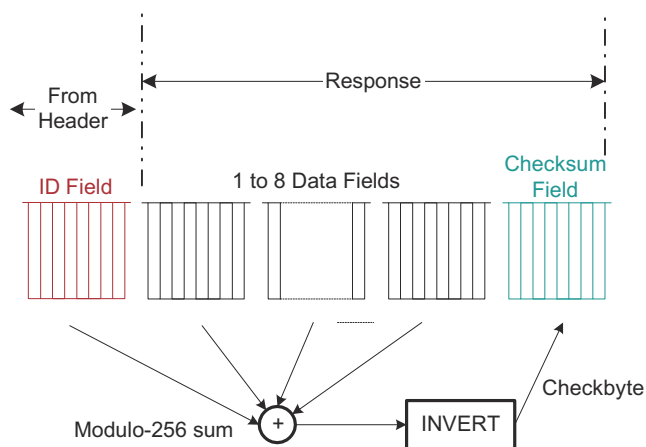 Response
From
Header
ID Field
1 to 8 Data Fields
Checksum
Field
Checkbyte
Modulo-256 sum
+
INVERT